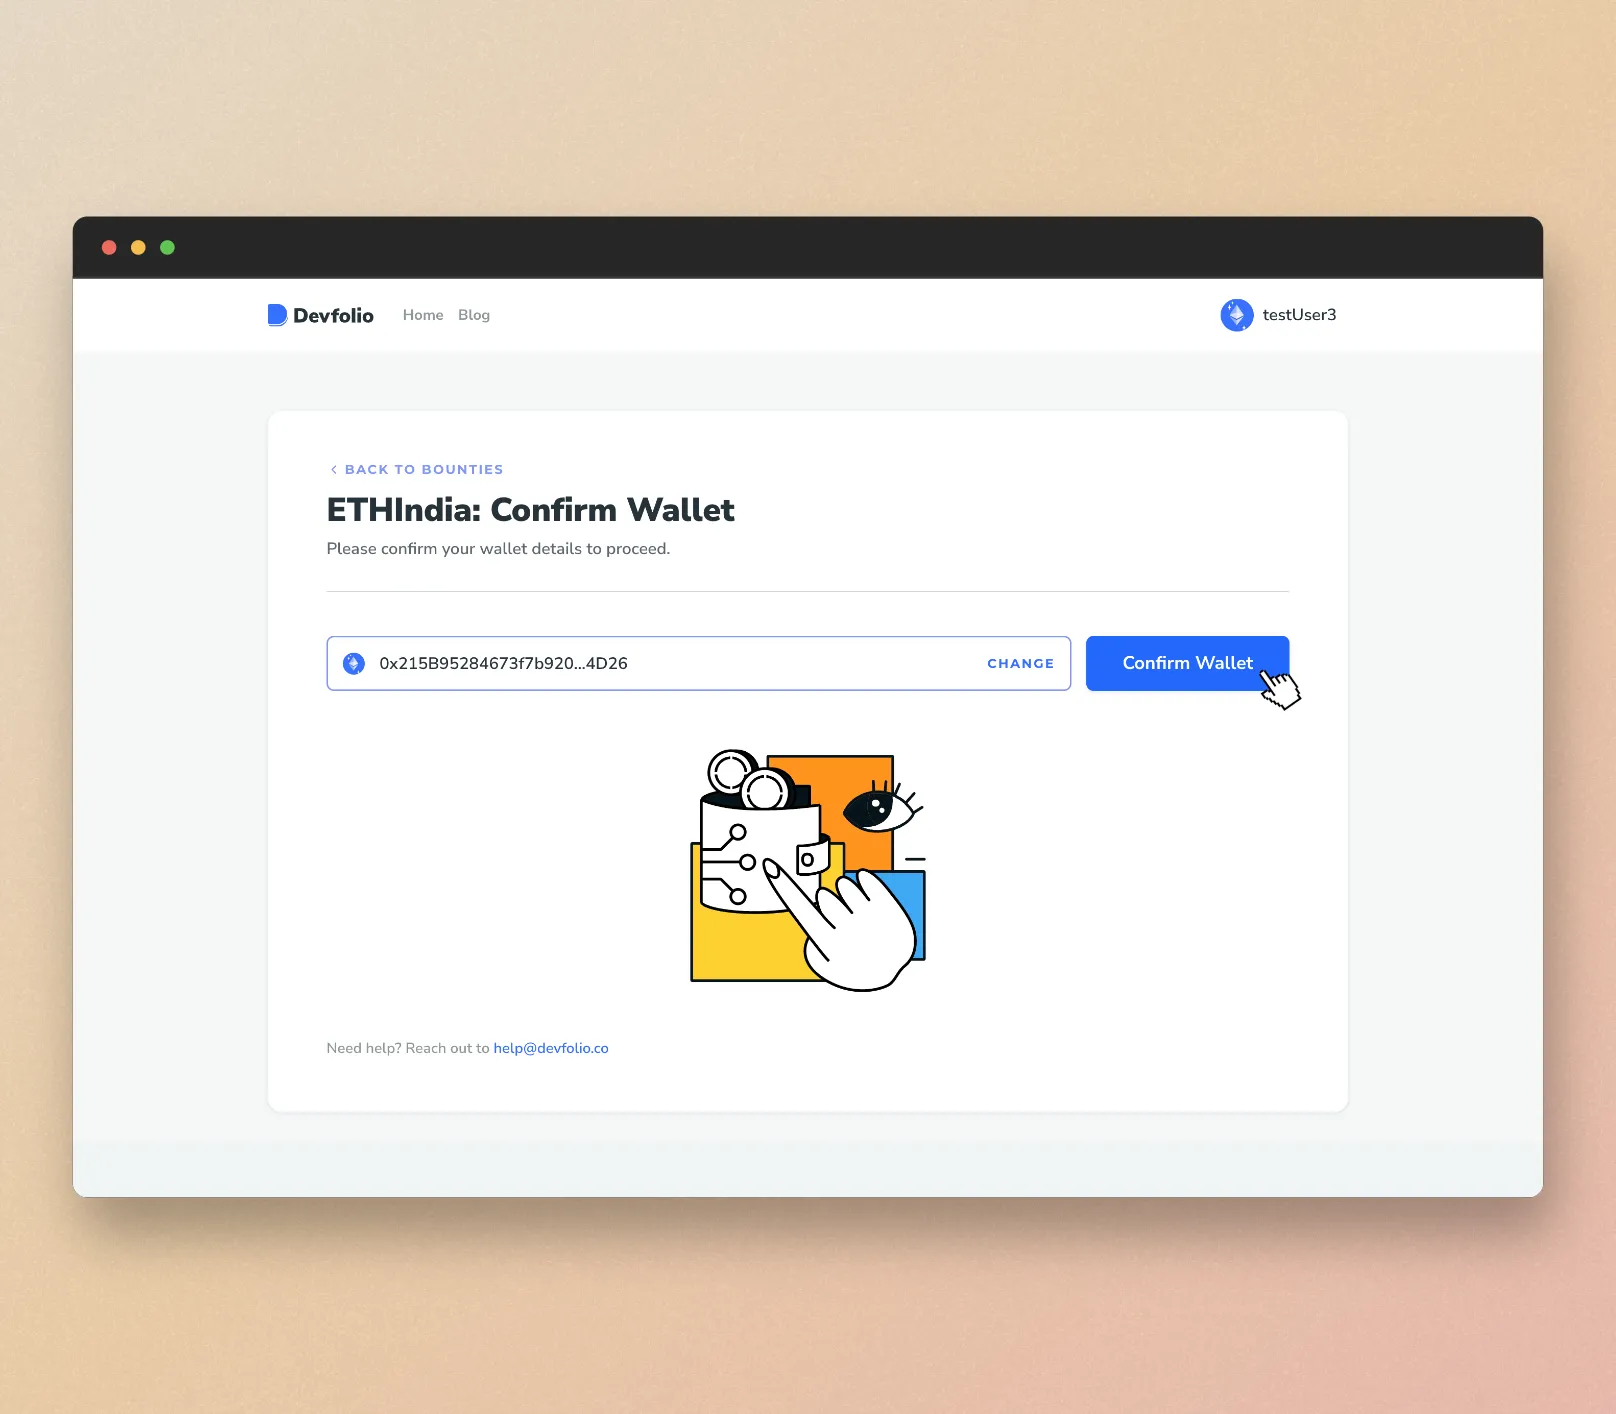 Devfolio Home Blog testUser3
BACK TO BOUNTIES
ETHIndia: Confirm Wallet
Please confirm your wallet details to proceed.
0x215B95284673f7b920...4D26 CHANGE Confirm Wallet
Need help? Reach out to help@devfolio.co